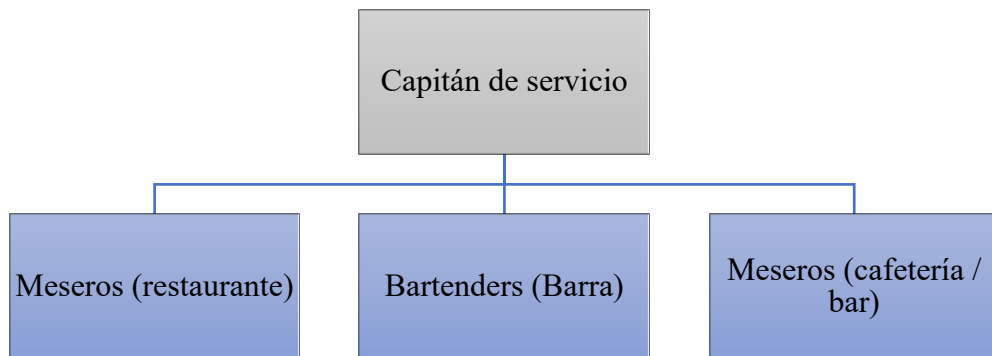 Capitán de servicio
Meseros (restaurante)
Bartenders (Barra)
Meseros (cafetería /
bar)